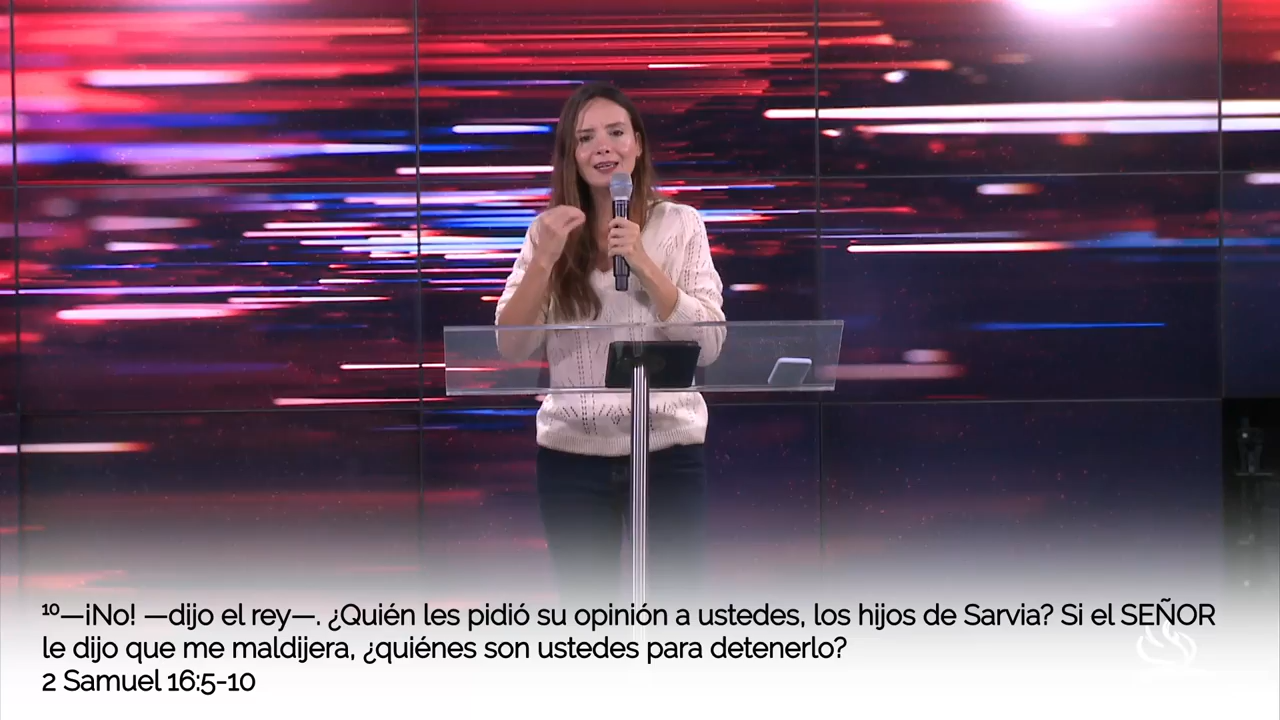 ¹⁰—¡No! —dijo el rey—. ¿Quién les pidió su opinión a ustedes, los hijos de Sarvia? Si el SEÑOR
le dijo que me maldijera, ¿quiénes son ustedes para detenerlo?
2 Samuel 16:5-10